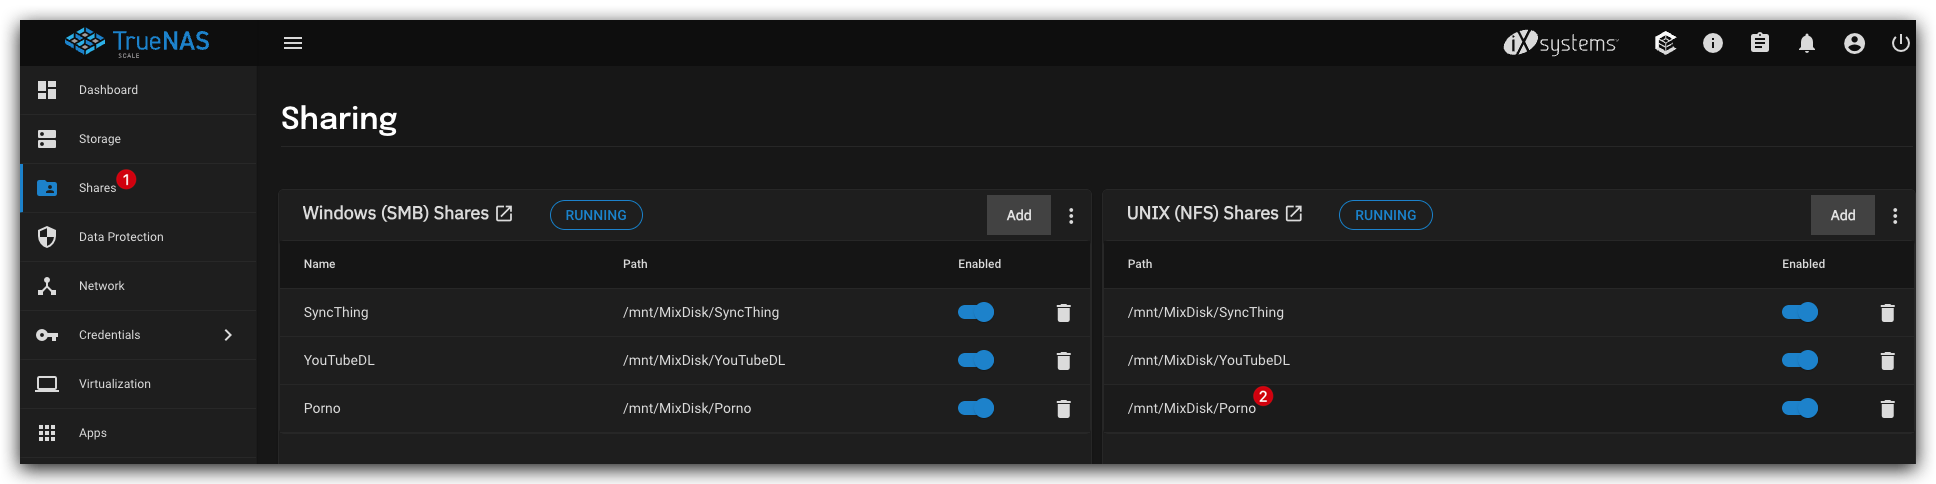 TrueNAS
SCALE
iXsystems
Dashboard
Storage
Shares 1
Data Protection
Network
Credentials
Virtualization
Apps
Sharing
Windows (SMB) Shares RUNNING Add
Name Path Enabled
SyncThing /mnt/MixDisk/SyncThing
YouTubeDL /mnt/MixDisk/YouTubeDL
Porno /mnt/MixDisk/Porno
UNIX (NFS) Shares RUNNING Add
Path Enabled
/mnt/MixDisk/SyncThing
/mnt/MixDisk/YouTubeDL
/mnt/MixDisk/Porno 2